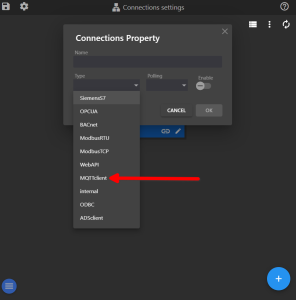 Connections settings
Connections Property
Name
Type Polling Enable
SiemensS7
OPCUA
BACnet
ModbusRTU
ModbusTCP
WebAPI
MQTTclient
internal
ODBC
ADSclient
CANCEL OK